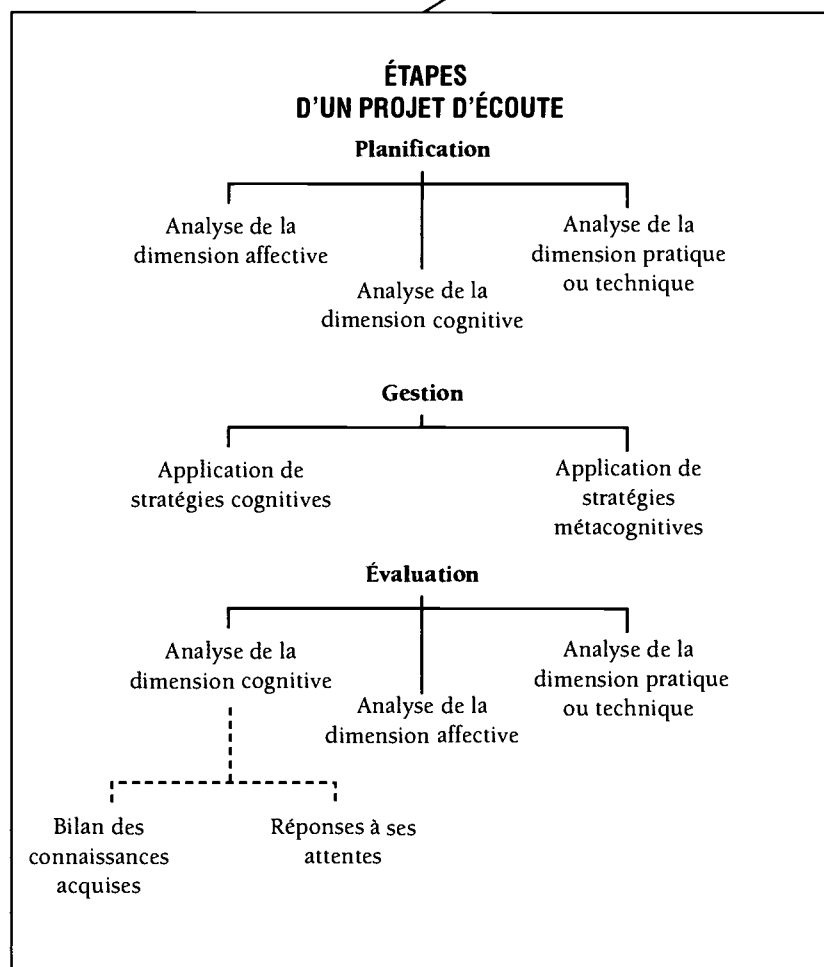 ÉTAPES
D'UN PROJET D'ÉCOUTE
Planification
Analyse de la
dimension affective
Analyse de la
dimension cognitive
Analyse de la
dimension pratique
ou technique
Gestion
Application de
stratégies cognitives
Application de
stratégies
métacognitives
Évaluation
Analyse de la
dimension cognitive
Analyse de la
dimension affective
Analyse de la
dimension pratique
ou technique
Bilan des
connaissances
acquises
Réponses à ses
attentes